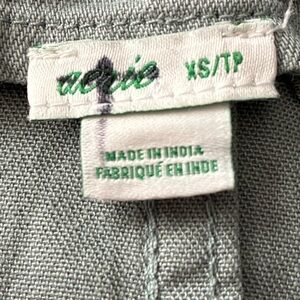 aerie XS/TP
MADE IN INDIA
FABRIQUÉ EN INDE